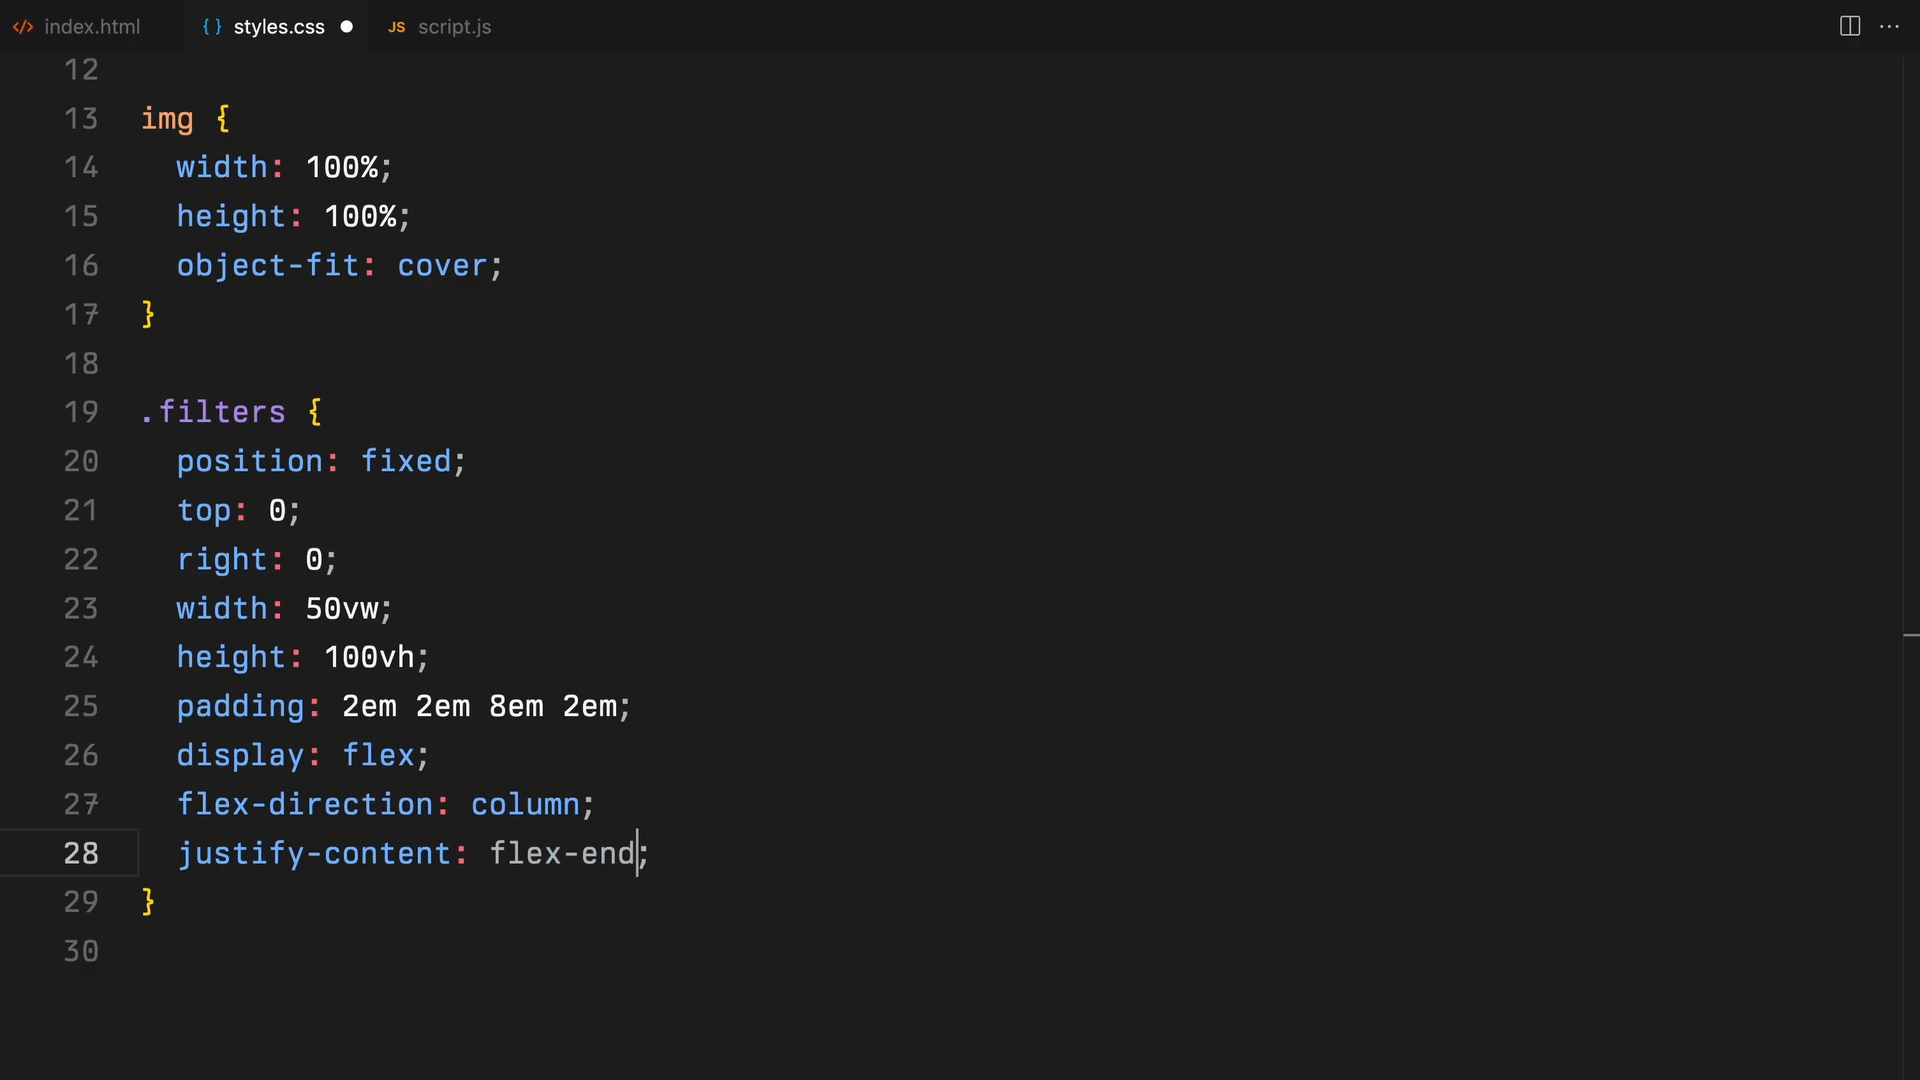 </> index.html { } styles.css JS script.js
12
13 img {
14 width: 100%;
15 height: 100%;
16 object-fit: cover;
17 }
18
19 .filters {
20 position: fixed;
21 top: 0;
22 right: 0;
23 width: 50vw;
24 height: 100vh;
25 padding: 2em 2em 8em 2em;
26 display: flex;
27 flex-direction: column;
28 justify-content: flex-end;
29 }
30